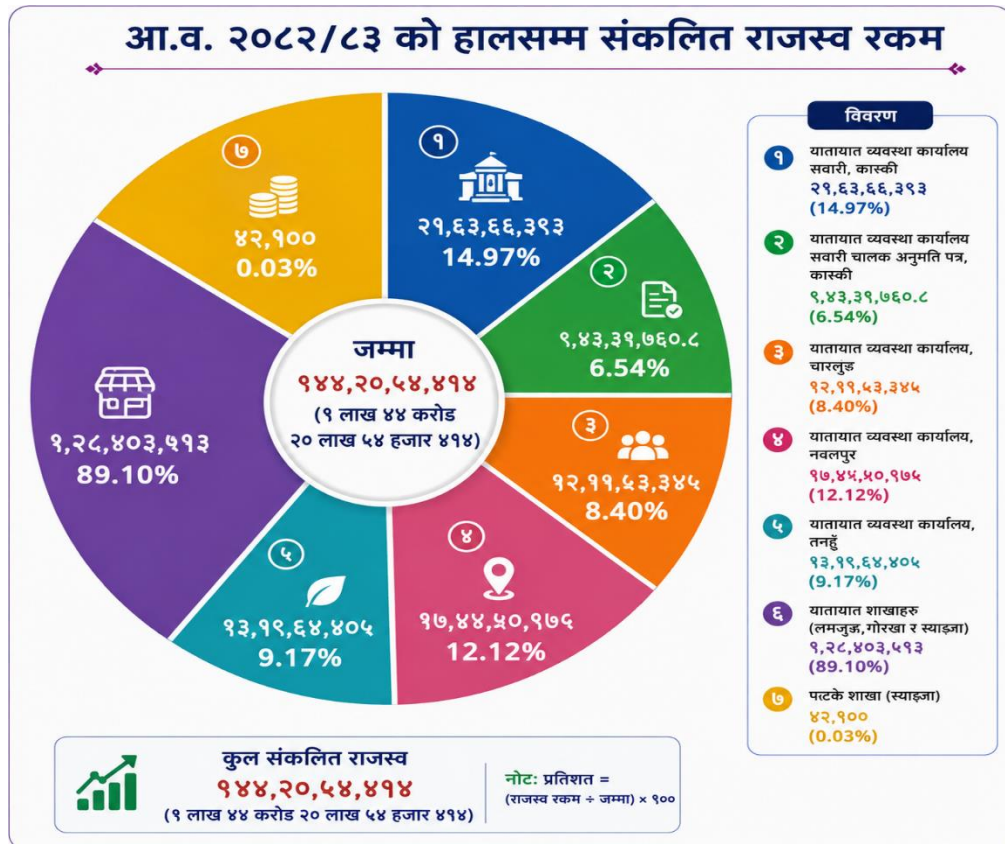 आ.व. २०८२/८३ को हालसम्म संकलित राजस्व रकम
१
२१,६३,६६,३९३
14.97%
२
९,४३,३९,७६०.८
6.54%
३
१२,११,५३,३४५
8.40%
४
१७,४४,५०,९७६
12.12%
५
१३,१९,६४,४०५
9.17%
१,२८,४०३,५१३
89.10%
७
४२,१००
0.03%
जम्मा
१४४,२०,५४,४१४
(१ लाख ४४ करोड
२० लाख ५४ हजार ४१४)
विवरण
१
यातायात व्यवस्था कार्यालय
सवारी, कास्की
२१,६३,६६,३९३
(14.97%)
२
यातायात व्यवस्था कार्यालय
सवारी चालक अनुमति पत्र,
कास्की
९,४३,३९,७६०.८
(6.54%)
३
यातायात व्यवस्था कार्यालय,
चारलुङ
१२,११,५३,३४५
(8.40%)
४
यातायात व्यवस्था कार्यालय,
नवलपुर
१७,४५,५०,९७५
(12.12%)
५
यातायात व्यवस्था कार्यालय,
तनहुँ
१३,१९,६४,४०५
(9.17%)
६
यातायात शाखाहरु
(लमजुङ,गोरखा र स्याङ्जा)
१,२८,४०३,५१३
(89.10%)
७
पटके शाखा (स्याङ्जा)
४२,१००
(0.03%)
कुल संकलित राजस्व
१४४,२०,५४,४१४
(१ लाख ४४ करोड २० लाख ५४ हजार ४१४)
नोट: प्रतिशत =
(राजस्व रकम ÷ जम्मा) × १००